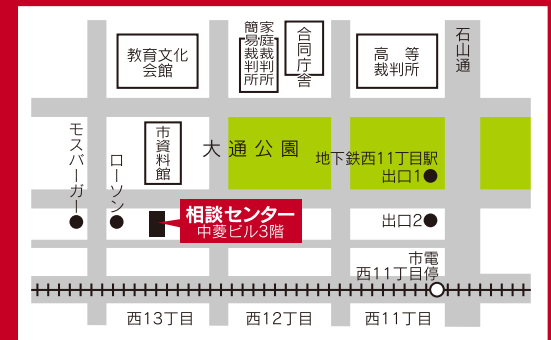 教育文化
会館
簡易裁判所
家庭裁判所
合同庁舎
高等
裁判所
石山通
モスバーガー
ローソン
市資料館
大通公園
地下鉄西11丁目駅
出口1
相談センター
中菱ビル3階
出口2
市電
西11丁目停
西13丁目
西12丁目
西11丁目